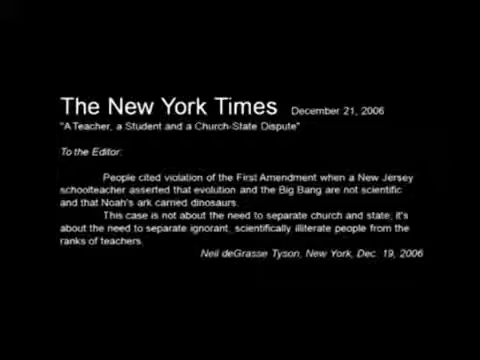 The New York Times December 21, 2006
"A Teacher, a Student and a Church-State Dispute"
To the Editor:
People cited violation of the First Amendment when a New Jersey
schoolteacher asserted that evolution and the Big Bang are not scientific
and that Noah's ark carried dinosaurs.
This case is not about the need to separate church and state; it's
about the need to separate ignorant, scientifically illiterate people from the
ranks of teachers.
Neil deGrasse Tyson, New York, Dec. 19, 2006